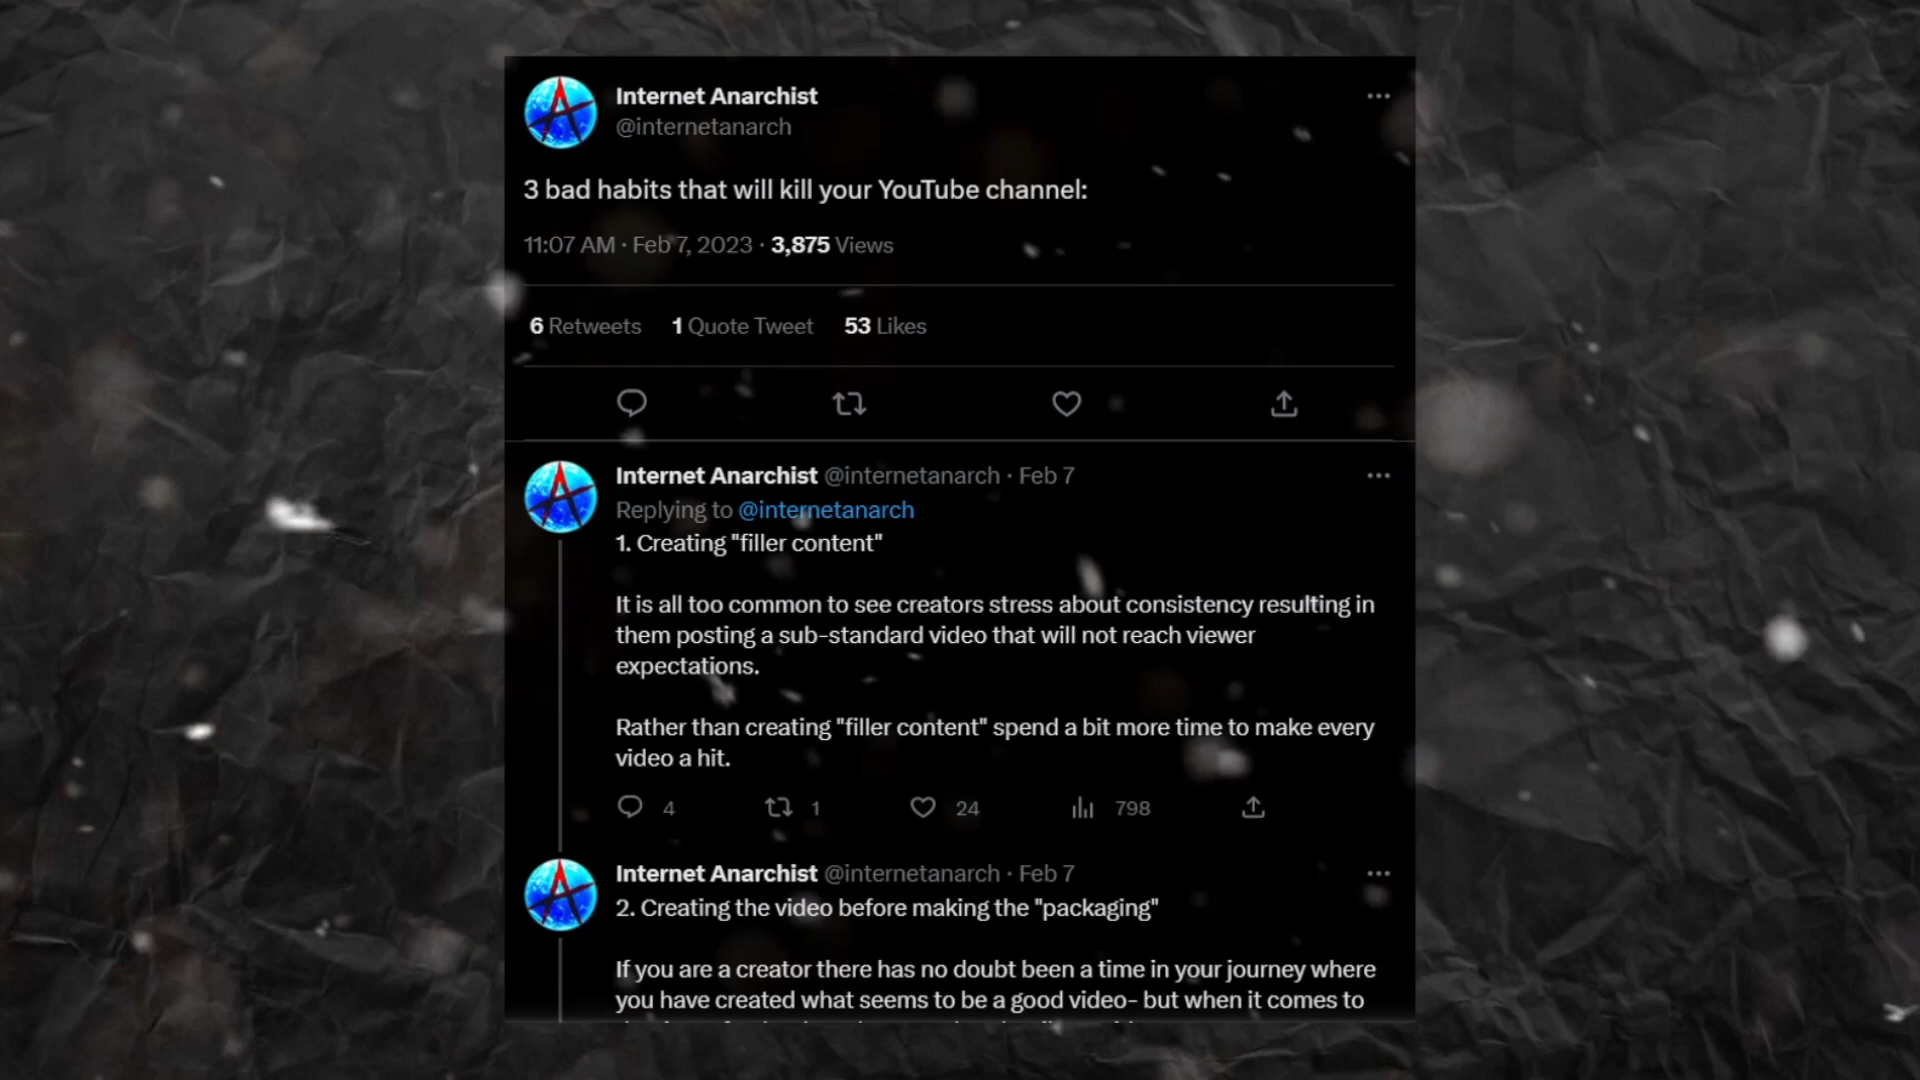 Internet Anarchist
@internetanarch
3 bad habits that will kill your YouTube channel:
11:07 AM · Feb 7, 2023 · 3,875 Views
6 Retweets 1 Quote Tweet 53 Likes
Internet Anarchist @internetanarch · Feb 7
Replying to @internetanarch
1. Creating "filler content"
It is all too common to see creators stress about consistency resulting in
them posting a sub-standard video that will not reach viewer
expectations.
Rather than creating "filler content" spend a bit more time to make every
video a hit.
4 1 24 798
Internet Anarchist @internetanarch · Feb 7
2. Creating the video before making the "packaging"
If you are a creator there has no doubt been a time in your journey where
you have created what seems to be a good video- but when it comes to